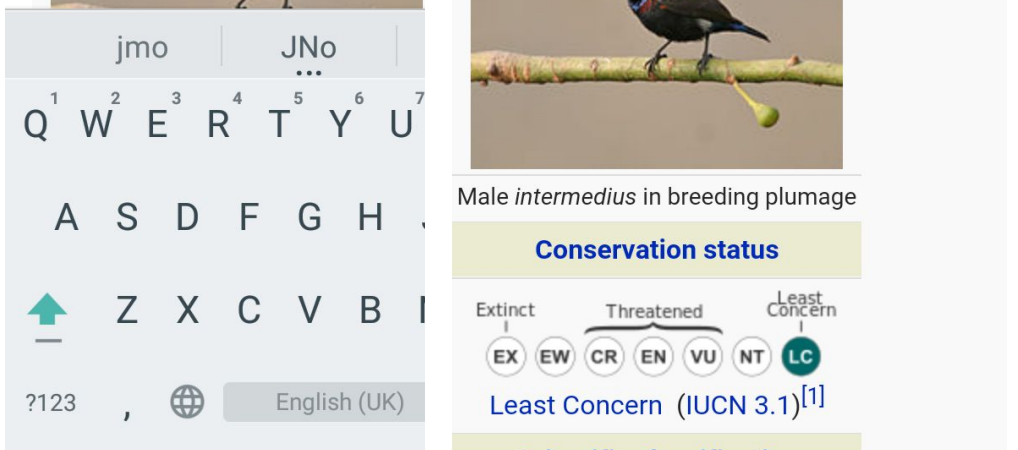 jmo JNo
Q 1 W 2 E 3 R 4 T 5 Y 6 U 7
A S D F G H
Z X C V B
?123 , English (UK)
Male intermedius in breeding plumage
Conservation status
Extinct Threatened Least Concern
EX EW CR EN VU NT LC
Least Concern (IUCN 3.1)[1]